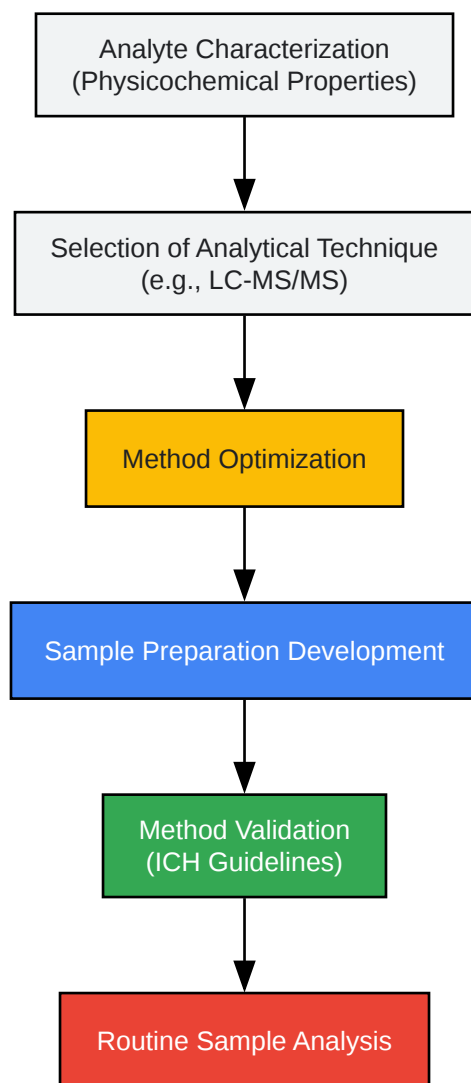 Analyte Characterization
(Physicochemical Properties)
Selection of Analytical Technique
(e.g., LC-MS/MS)
Method Optimization
Sample Preparation Development
Method Validation
(ICH Guidelines)
Routine Sample Analysis